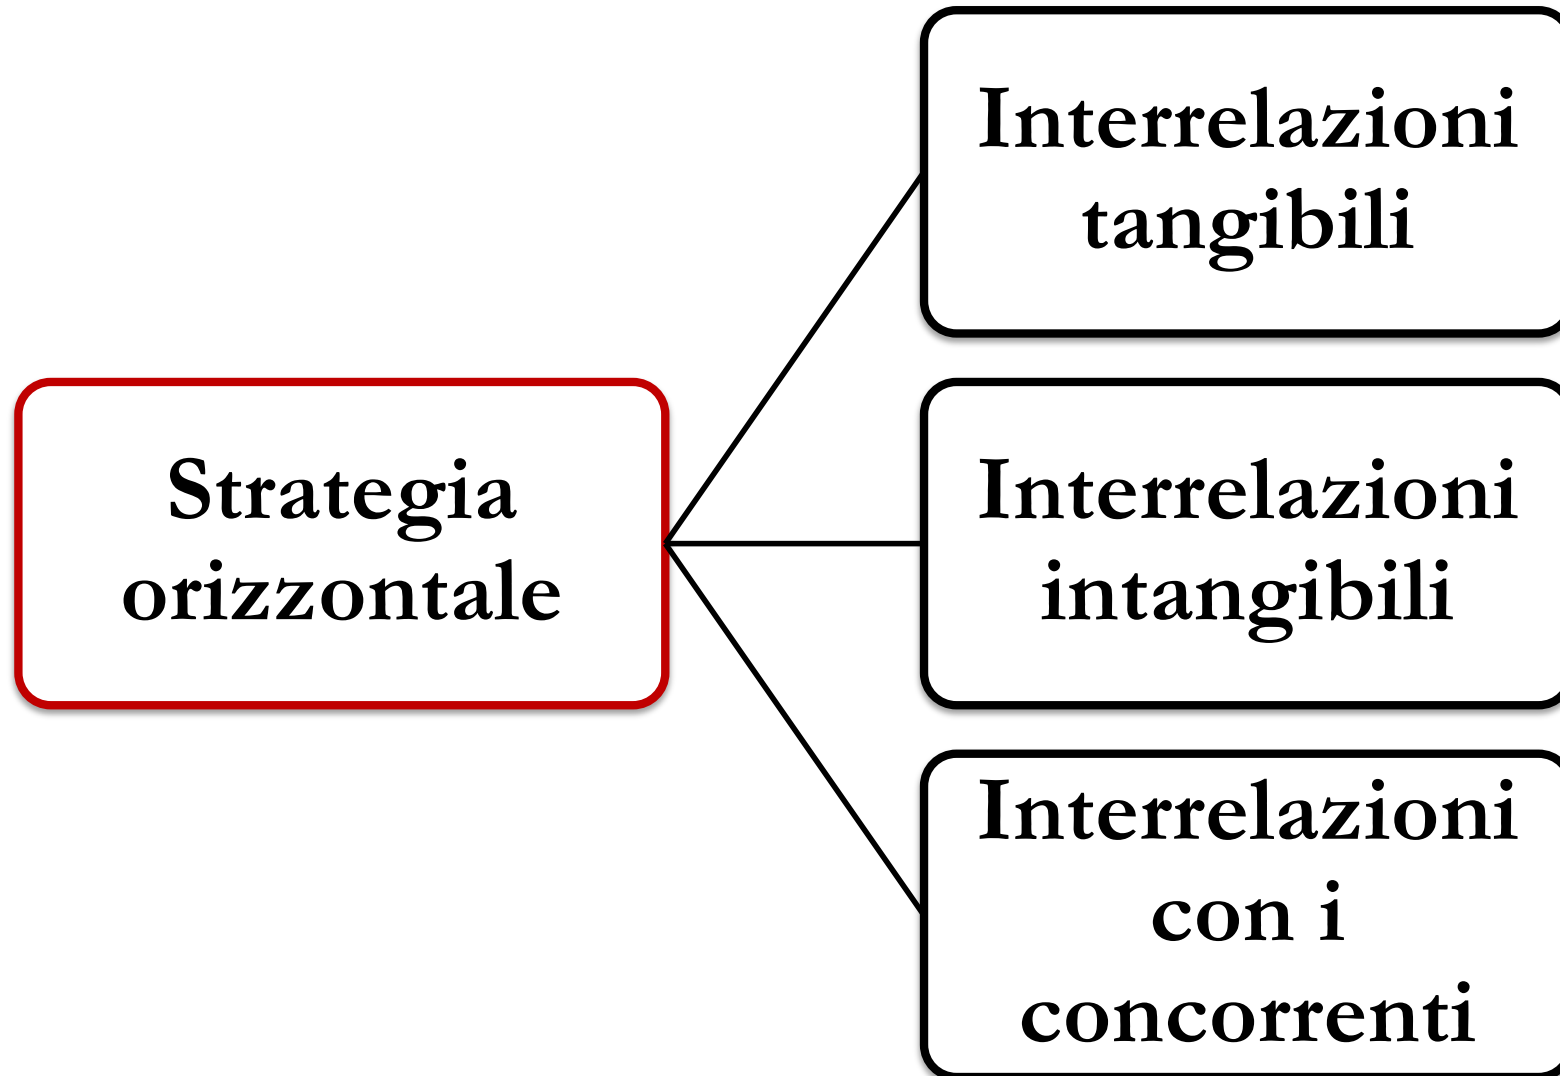 Interrelazioni
tangibili
Strategia
orizzontale
Interrelazioni
intangibili
Interrelazioni
con i
concorrenti